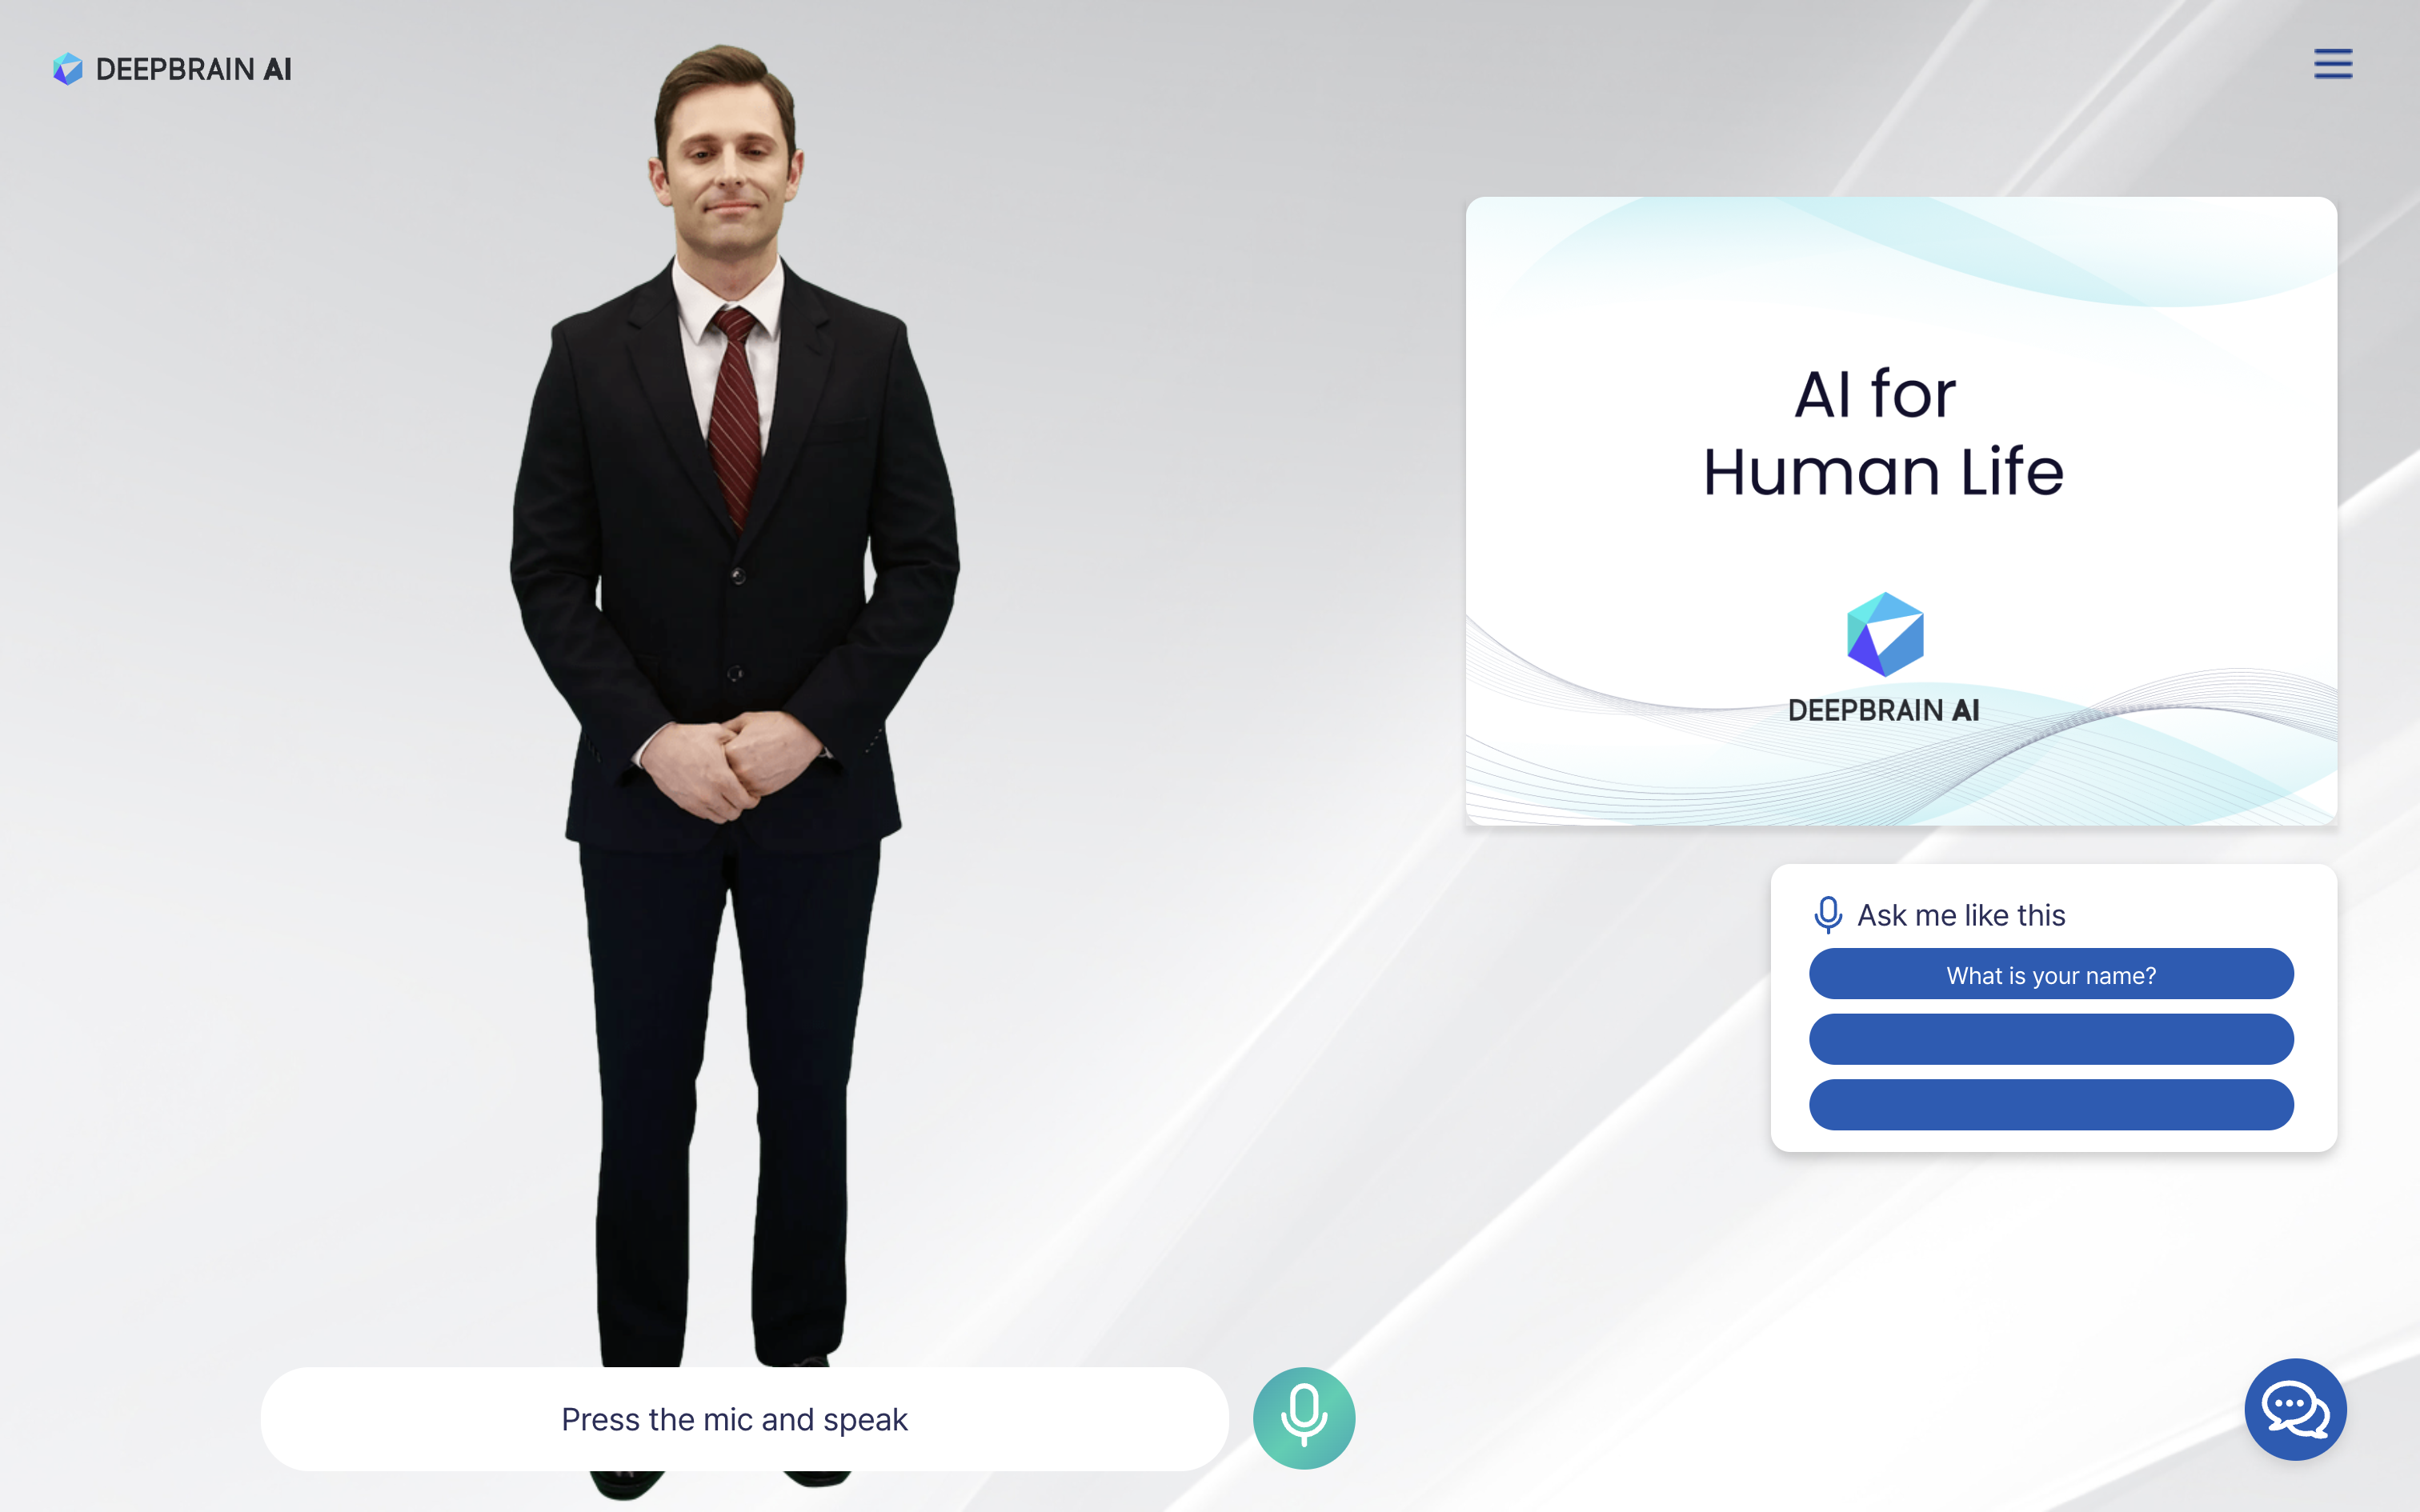 DEEPBRAIN AI
AI for
Human Life
DEEPBRAIN AI
Ask me like this
What is your name?
Press the mic and speak